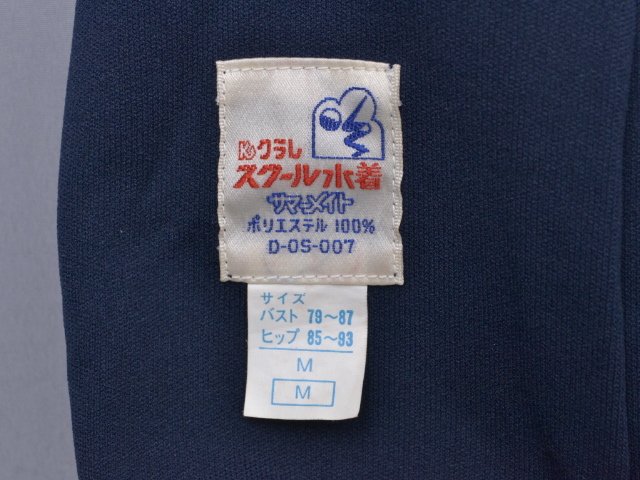 クラレ
スクール水着
サマーメイト
ポリエステル 100%
D-OS-007
サイズ
バスト 79~87
ヒップ 85~93
M
M